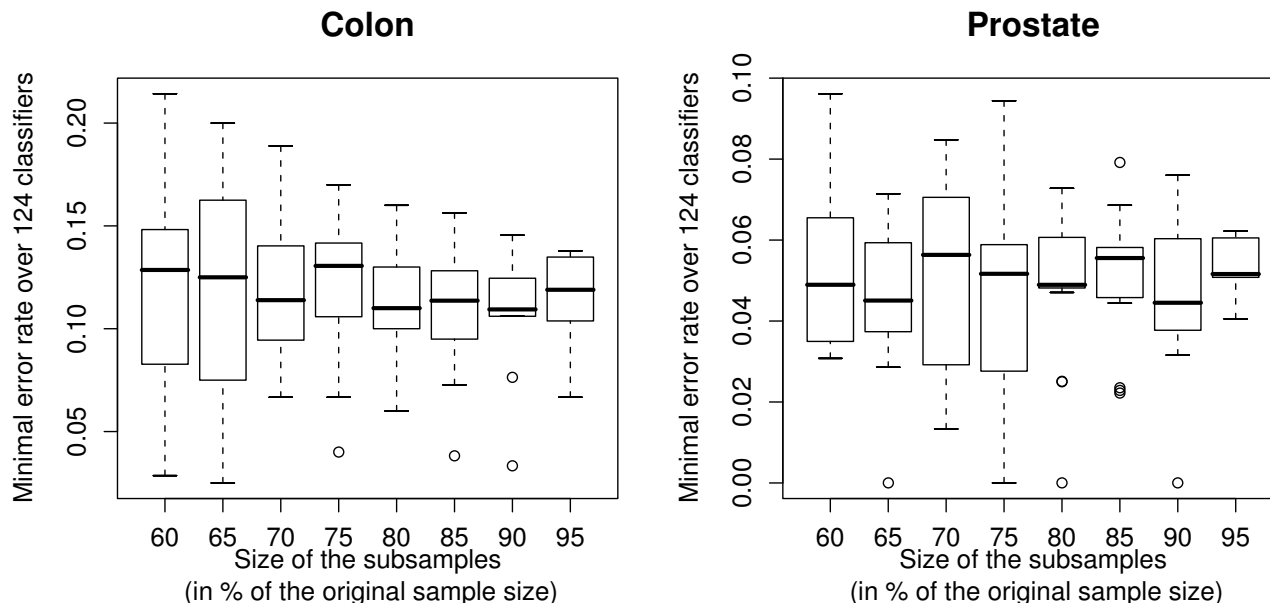 Colon
Minimal error rate over 124 classifiers
0.20
0.15
0.10
0.05
60 65 70 75 80 85 90 95
Size of the subsamples
(in % of the original sample size)
Prostate
Minimal error rate over 124 classifiers
0.10
0.08
0.06
0.04
0.02
0.00
60 65 70 75 80 85 90 95
Size of the subsamples
(in % of the original sample size)